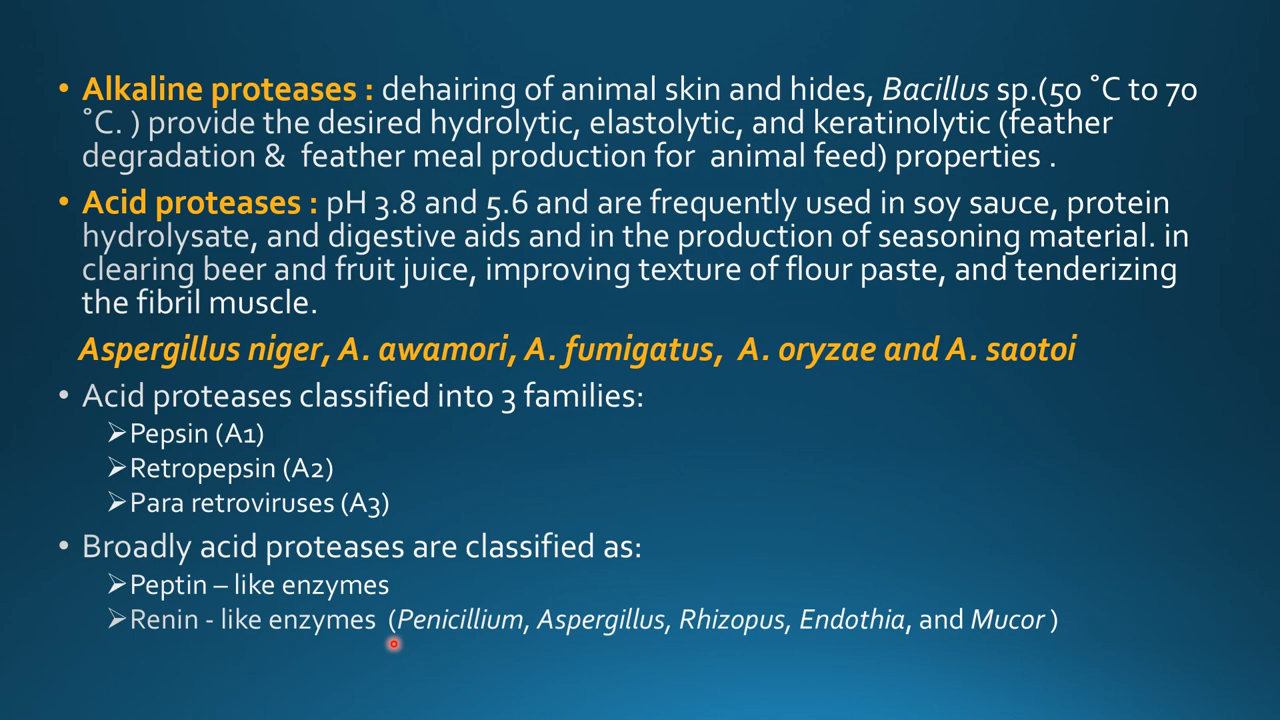 • Alkaline proteases : dehairing of animal skin and hides, Bacillus sp.(50 ˚C to 70
˚C. ) provide the desired hydrolytic, elastolytic, and keratinolytic (feather
degradation & feather meal production for animal feed) properties .
• Acid proteases : pH 3.8 and 5.6 and are frequently used in soy sauce, protein
hydrolysate, and digestive aids and in the production of seasoning material. in
clearing beer and fruit juice, improving texture of flour paste, and tenderizing
the fibril muscle.
Aspergillus niger, A. awamori, A. fumigatus, A. oryzae and A. saotoi
• Acid proteases classified into 3 families:
➢Pepsin (A1)
➢Retropepsin (A2)
➢Para retroviruses (A3)
• Broadly acid proteases are classified as:
➢Peptin – like enzymes
➢Renin - like enzymes (Penicillium, Aspergillus, Rhizopus, Endothia, and Mucor )